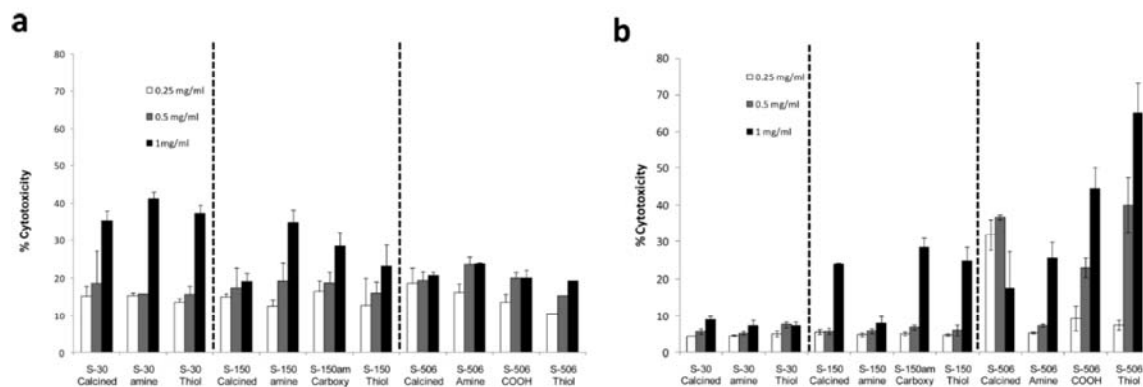 a
80
70
60
50
40
30
20
10
0
% Cytotoxicity
0.25 mg/ml
0.5 mg/ml
1mg/ml
S-30 Calcined
S-30 amine
S-30 Thiol
S-150 Calcined
S-150 amine
S-150am Carboxy
S-150 Thiol
S-506 Calcined
S-506 Amine
S-506 COOH
S-506 Thiol
b
80
70
60
50
40
30
20
10
0
% Cytotoxicity
0.25 mg/ml
0.5 mg/ml
1 mg/ml
S-30 Calcined
S-30 amine
S-30 Thiol
S-150 Calcined
S-150 amine
S-150am Carboxy
S-150 Thiol
S-506 Calcined
S-506 Amine
S-506 COOH
S-506 Thiol